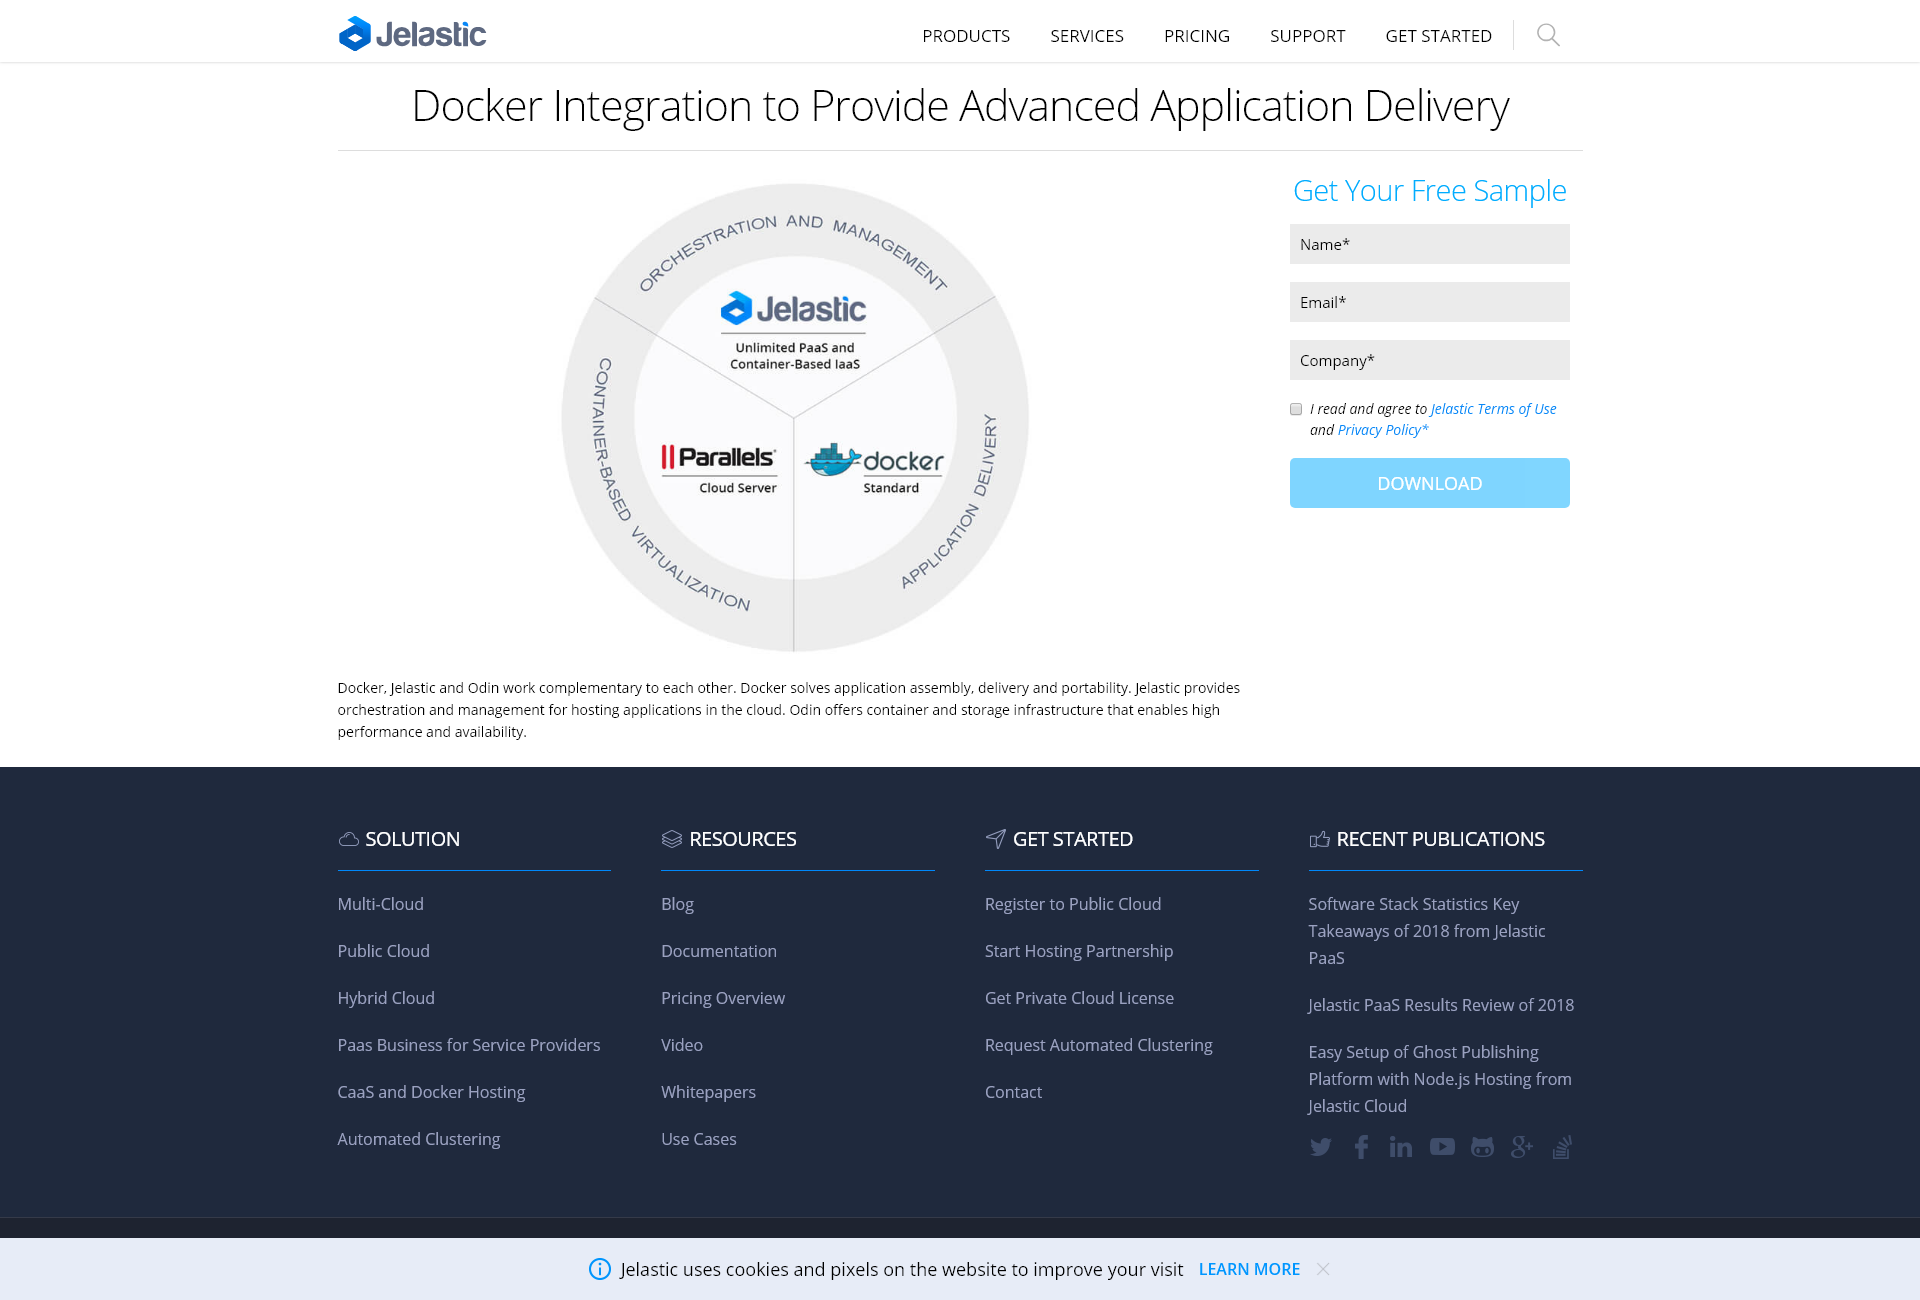 Jelastic
PRODUCTS
SERVICES
PRICING
SUPPORT
GET STARTED
Docker Integration to Provide Advanced Application Delivery
ORCHESTRATION AND MANAGEMENT
Jelastic
Unlimited PaaS and
Container-Based IaaS
CONTAINER-BASED VIRTUALIZATION
Parallels
Cloud Server
docker
Standard
APPLICATION DELIVERY
Docker, Jelastic and Odin work complementary to each other. Docker solves application assembly, delivery and portability. Jelastic provides
orchestration and management for hosting applications in the cloud. Odin offers container and storage infrastructure that enables high
performance and availability.
Get Your Free Sample
Name*
Email*
Company*
I read and agree to Jelastic Terms of Use
and Privacy Policy*
DOWNLOAD
SOLUTION
Multi-Cloud
Public Cloud
Hybrid Cloud
Paas Business for Service Providers
CaaS and Docker Hosting
Automated Clustering
RESOURCES
Blog
Documentation
Pricing Overview
Video
Whitepapers
Use Cases
GET STARTED
Register to Public Cloud
Start Hosting Partnership
Get Private Cloud License
Request Automated Clustering
Contact
RECENT PUBLICATIONS
Software Stack Statistics Key
Takeaways of 2018 from Jelastic
PaaS
Jelastic PaaS Results Review of 2018
Easy Setup of Ghost Publishing
Platform with Node.js Hosting from
Jelastic Cloud
Jelastic uses cookies and pixels on the website to improve your visit LEARN MORE